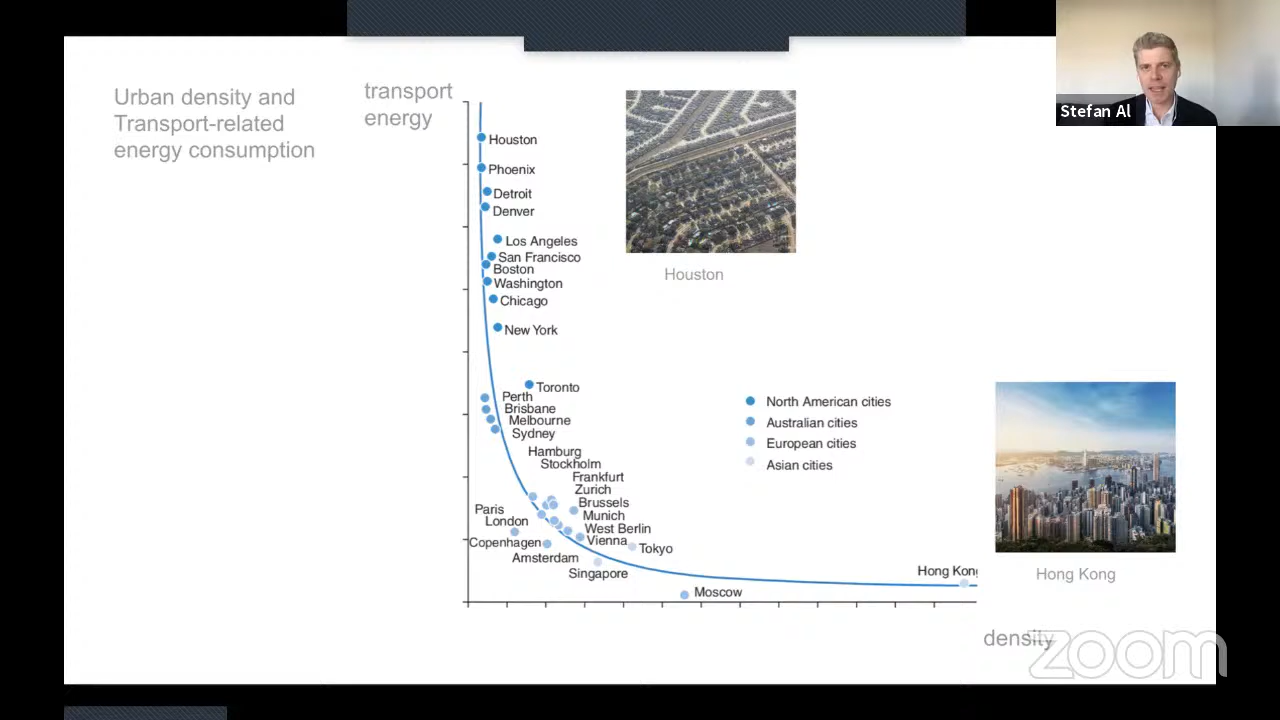 Urban density and
Transport-related
energy consumption
transport
energy
Stefan Al
Houston
Phoenix
Detroit
Denver
Los Angeles
San Francisco
Boston
Washington
Chicago
New York
Houston
Toronto
Perth
Brisbane
Melbourne
Sydney
Hamburg
Stockholm
Frankfurt
Zurich
Brussels
Munich
West Berlin
Vienna
Paris
London
Copenhagen
Amsterdam
Singapore
Tokyo
Moscow
Hong Kong
North American cities
Australian cities
European cities
Asian cities
Hong Kong
density
zoom